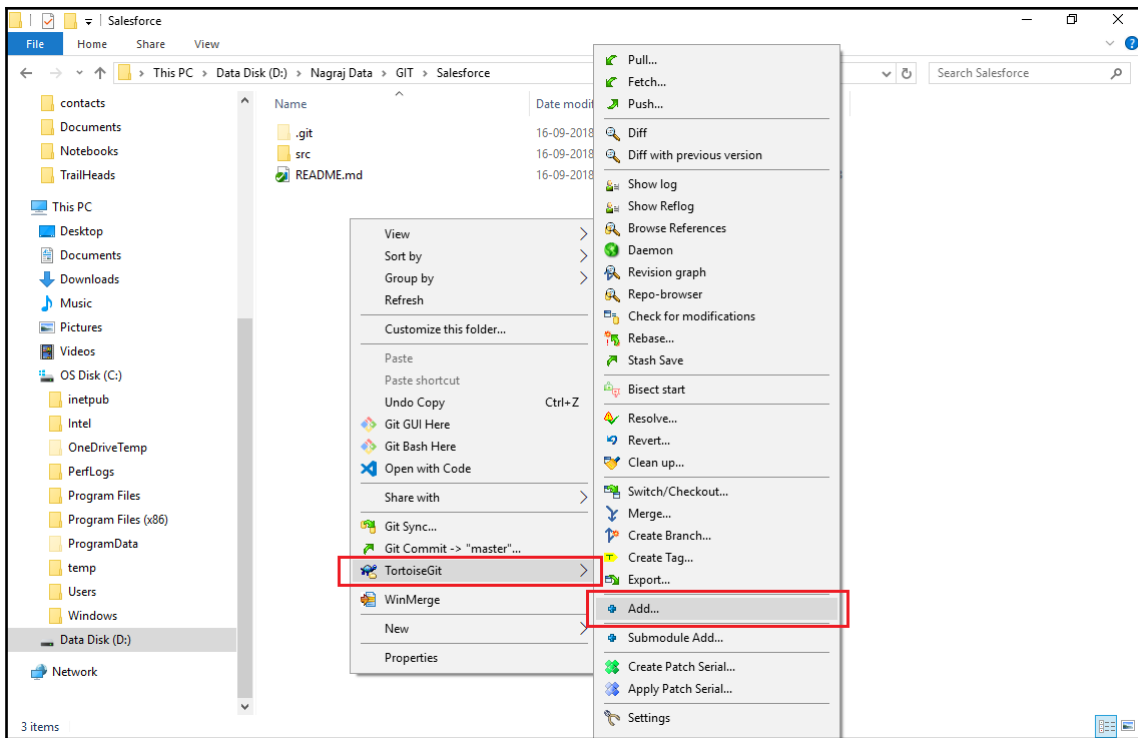 Salesforce
File Home Share View
This PC > Data Disk (D:) > Nagraj Data > GIT > Salesforce
Search Salesforce
contacts
Documents
Notebooks
TrailHeads
This PC
Desktop
Documents
Downloads
Music
Pictures
Videos
OS Disk (C:)
inetpub
Intel
OneDriveTemp
PerfLogs
Program Files
Program Files (x86)
ProgramData
temp
Users
Windows
Data Disk (D:)
Network
3 items
Name Date modif
.git 16-09-2018
src 16-09-2018
README.md 16-09-2018
View
Sort by
Group by
Refresh
Customize this folder...
Paste
Paste shortcut
Undo Copy Ctrl+Z
Git GUI Here
Git Bash Here
Open with Code
Share with
Git Sync...
Git Commit -> "master"...
TortoiseGit
WinMerge
New
Properties
Pull...
Fetch...
Push...
Diff
Diff with previous version
Show log
Show Reflog
Browse References
Daemon
Revision graph
Repo-browser
Check for modifications
Rebase...
Stash Save
Bisect start
Resolve...
Revert...
Clean up...
Switch/Checkout...
Merge...
Create Branch...
Create Tag...
Export...
Add...
Submodule Add...
Create Patch Serial...
Apply Patch Serial...
Settings